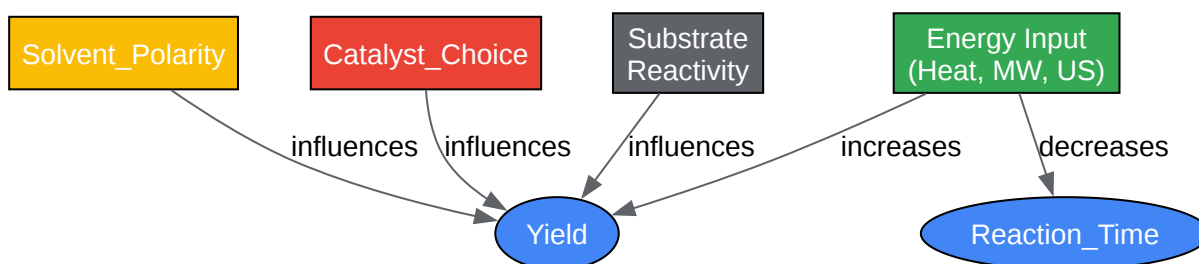 Solvent_Polarity
Catalyst_Choice
Substrate
Reactivity
Energy Input
(Heat, MW, US)
influences
influences
influences
increases
decreases
Yield
Reaction_Time